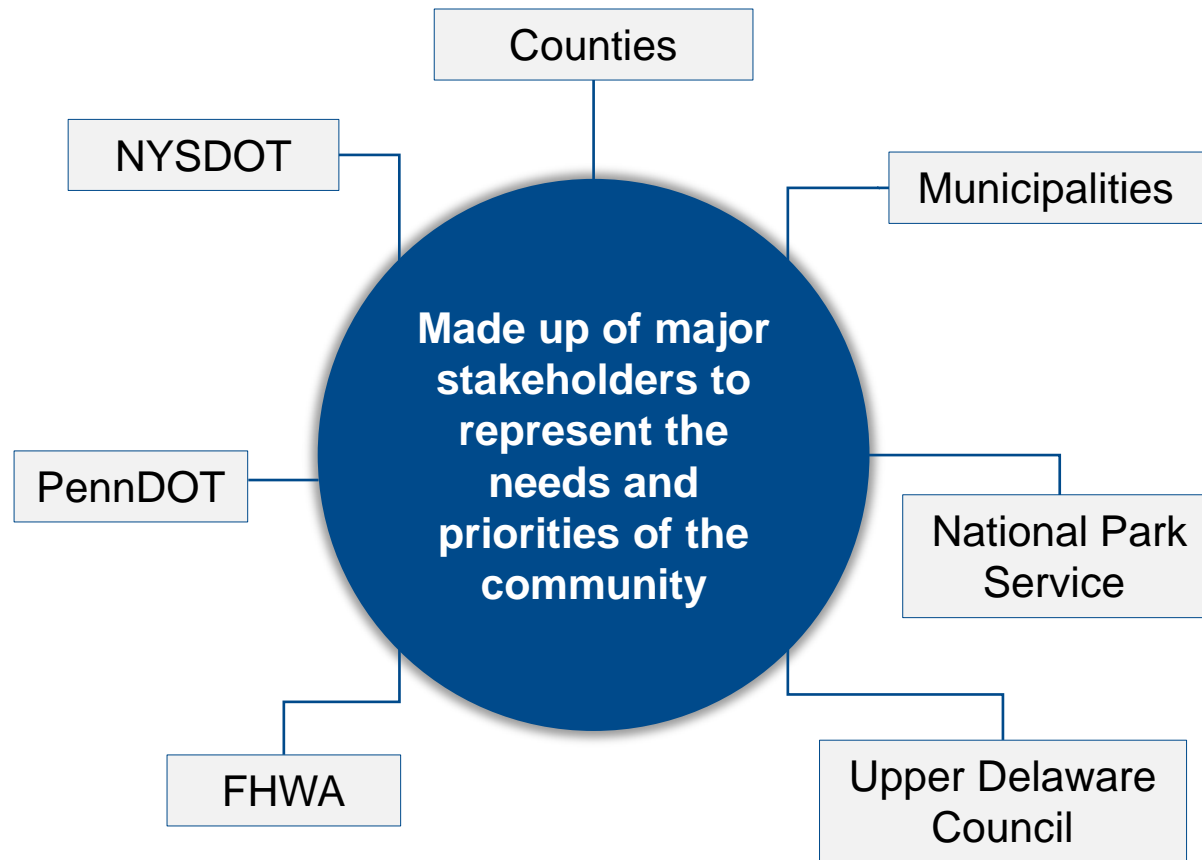 Counties
NYSDOT
Municipalities
Made up of major
stakeholders to
represent the
needs and
priorities of the
community
PennDOT
National Park
Service
FHWA
Upper Delaware
Council